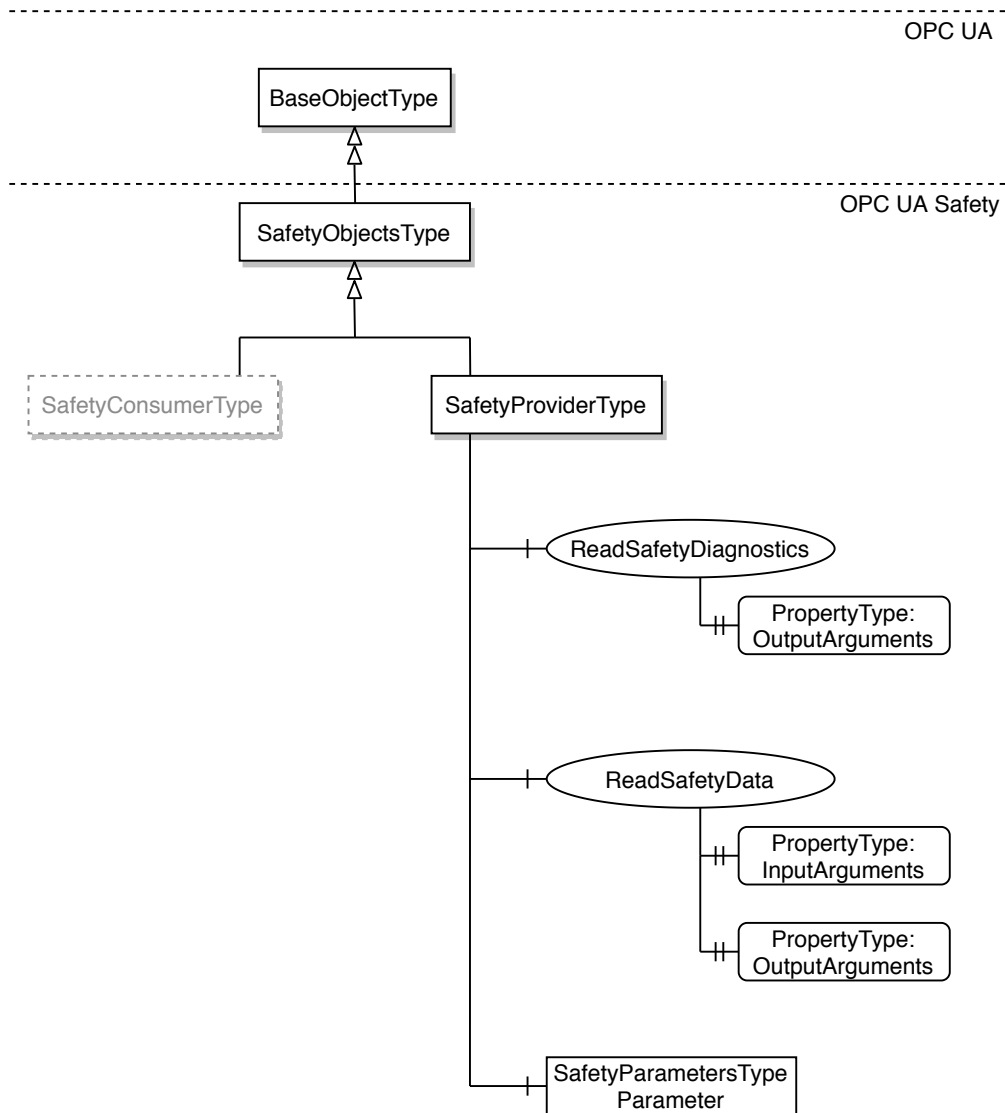 OPC UA
BaseObjectType
OPC UA Safety
SafetyObjectsType
SafetyConsumerType
SafetyProviderType
ReadSafetyDiagnostics
PropertyType:
OutputArguments
ReadSafetyData
PropertyType:
InputArguments
PropertyType:
OutputArguments
SafetyParametersType
Parameter